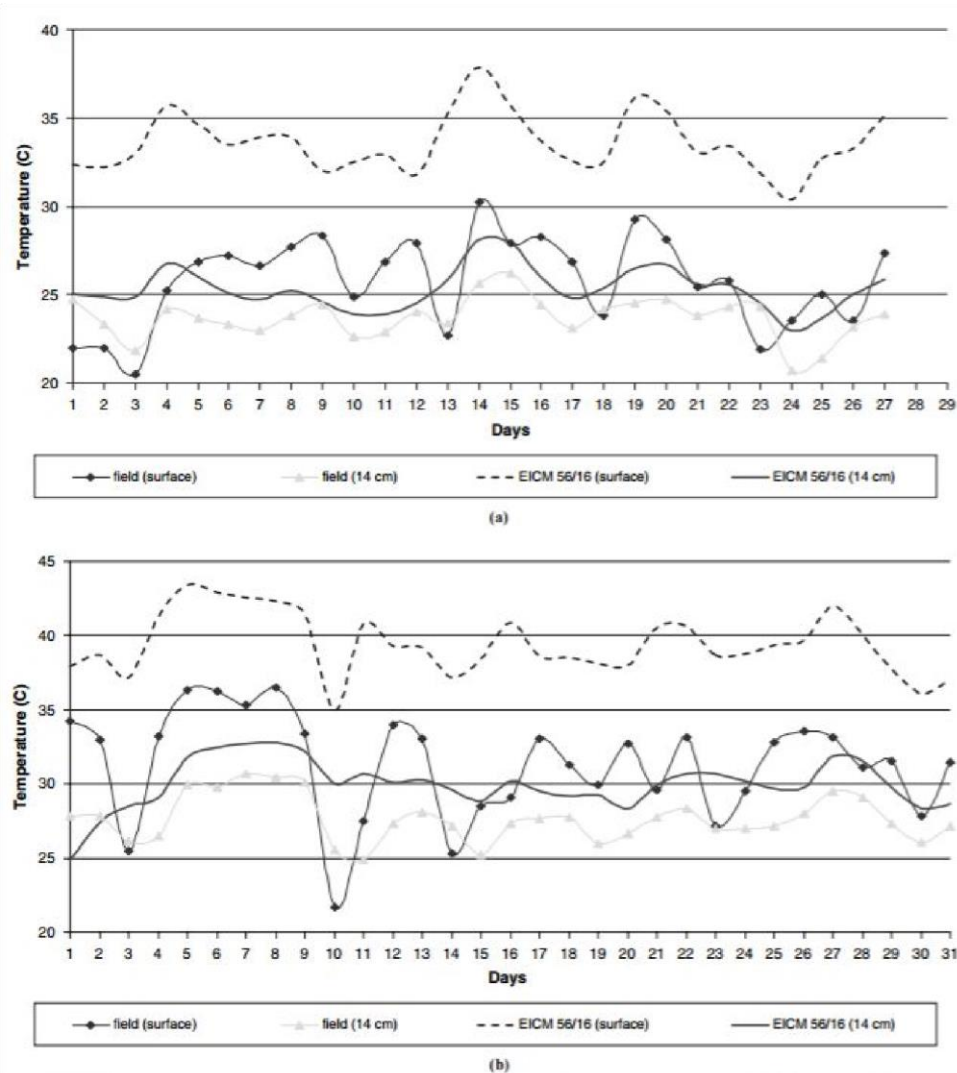 40
35
30
25
20
Temperature (C)
1 2 3 4 5 6 7 8 9 10 11 12 13 14 15 16 17 18 19 20 21 22 23 24 25 26 27 28 29
Days
field (surface) field (14 cm) EICM 56/16 (surface) EICM 56/16 (14 cm)
(a)
45
40
35
30
25
20
Temperature (C)
1 2 3 4 5 6 7 8 9 10 11 12 13 14 15 16 17 18 19 20 21 22 23 24 25 26 27 28 29 30 31
Days
field (surface) field (14 cm) EICM 56/16 (surface) EICM 56/16 (14 cm)
(b)